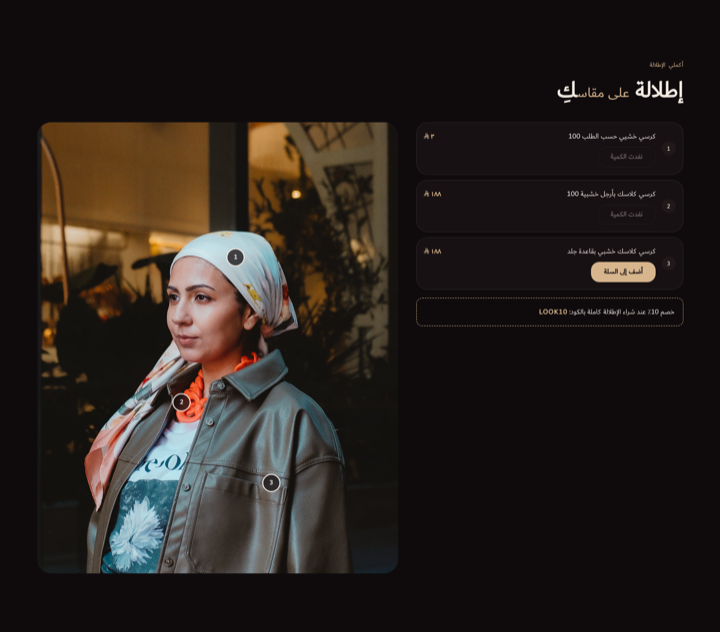 أكملي الإطلالة
إطلالة على مقاسكِ
1
كرسي خشبي حسب الطلب 100
٣
نفدت الكمية
2
كرسي كلاسك بأرجل خشبية 100
١٨٨
نفدت الكمية
3
كرسي كلاسك خشبي بقاعدة جلد
١٨٨
أضف إلى السلة
خصم 10٪ عند شراء الإطلالة كاملة بالكود: LOOK10
1
2
3